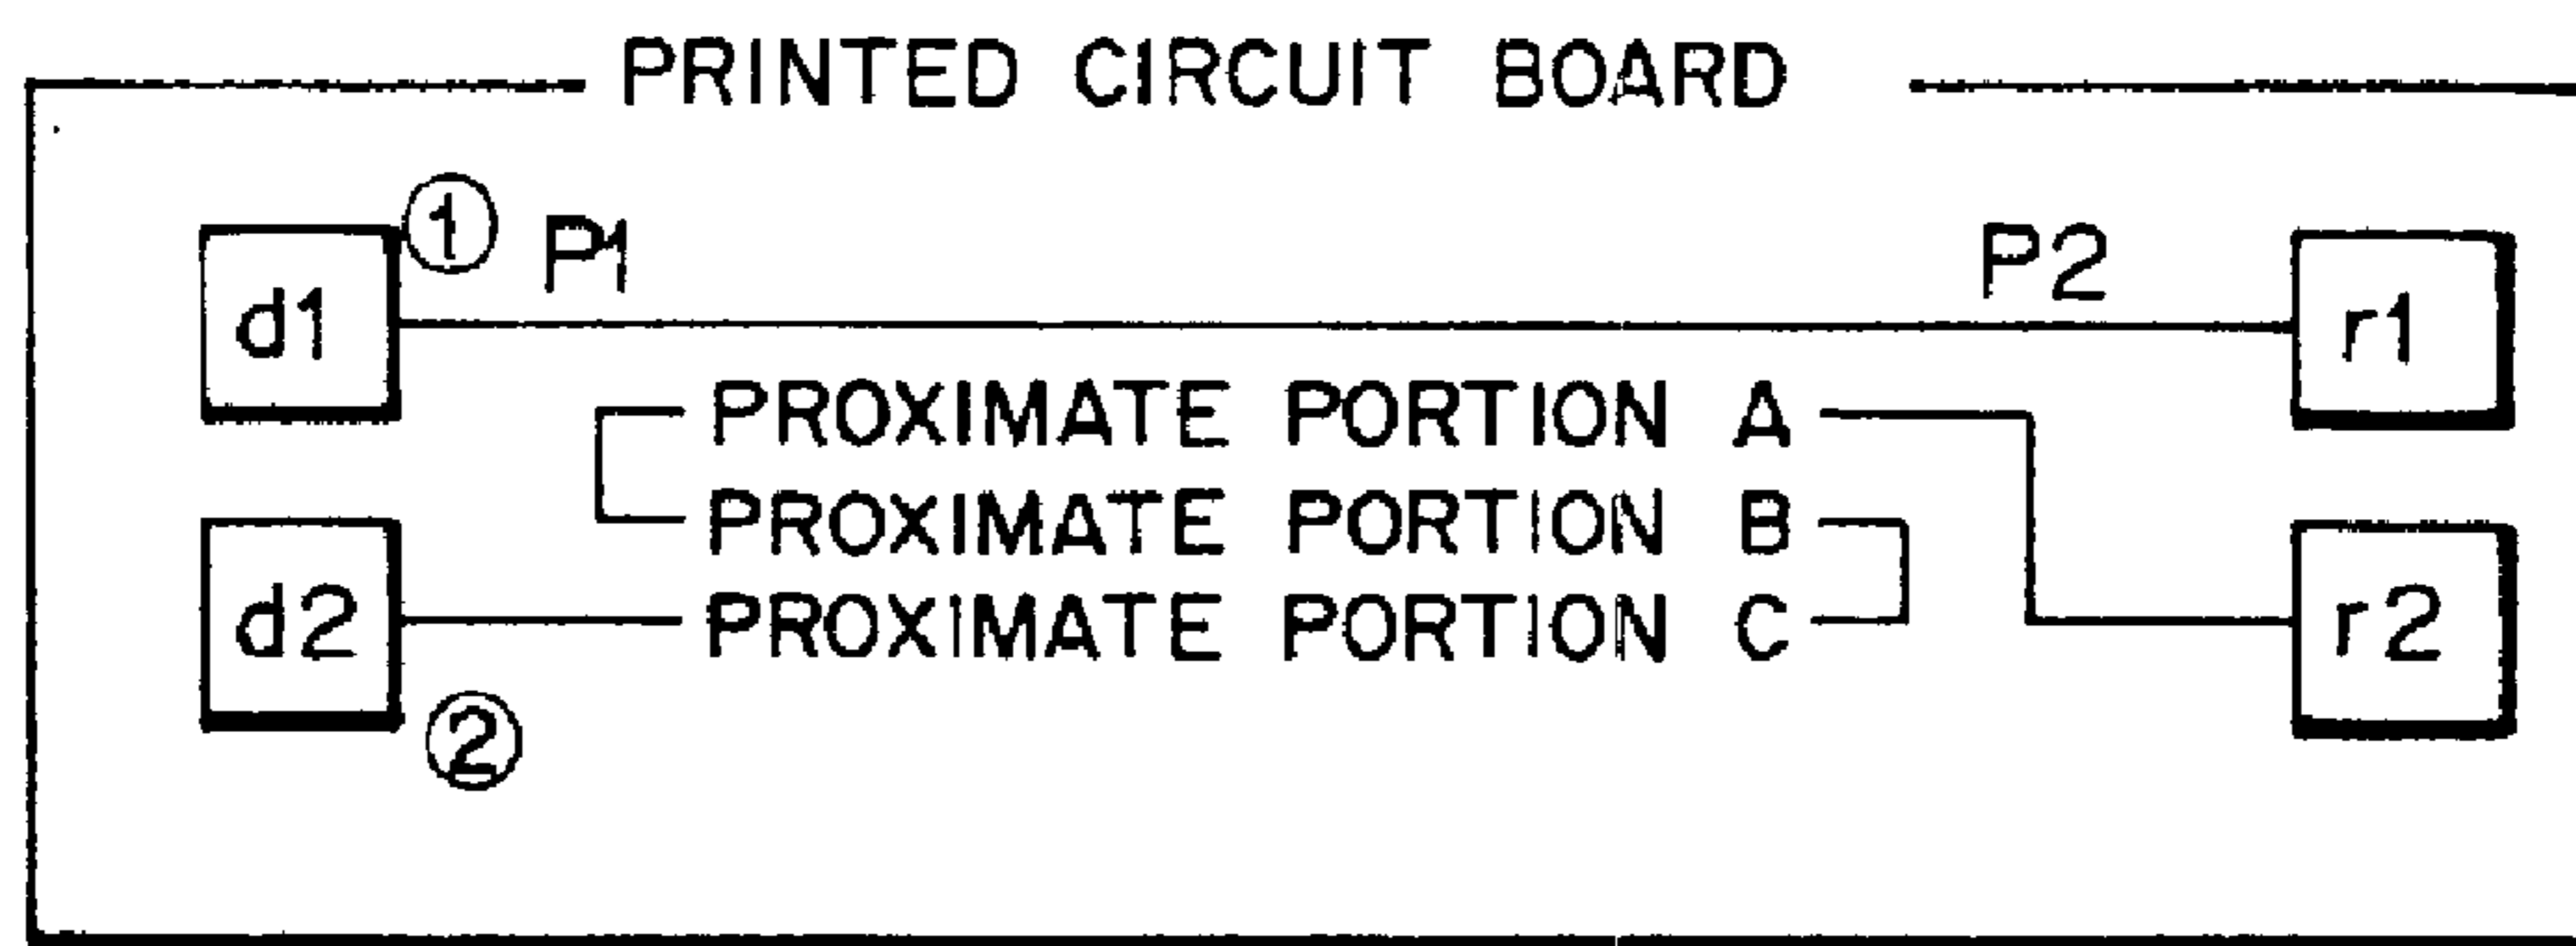 PRINTED CIRCUIT BOARD
① P1 P2
d1 r1
PROXIMATE PORTION A
PROXIMATE PORTION B
d2 PROXIMATE PORTION C r2
②